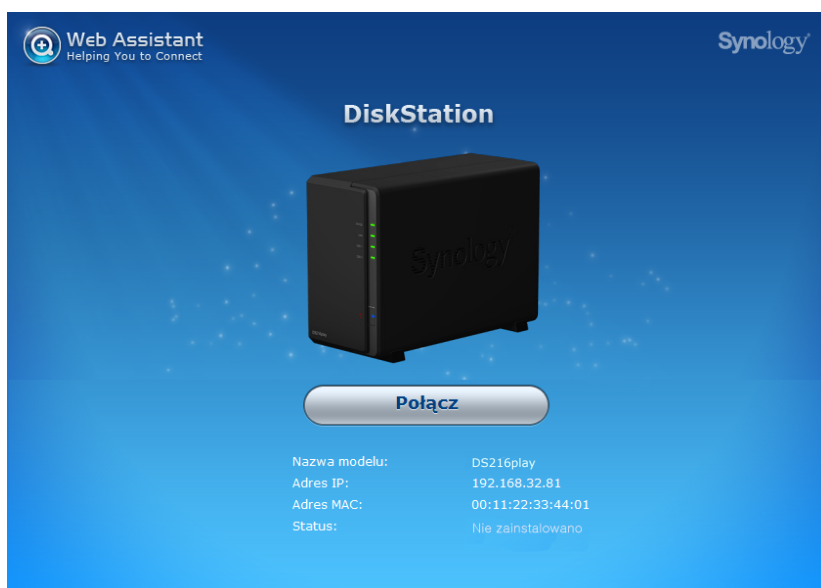 Web Assistant
Helping You to Connect
Synology
DiskStation
Synology
Połącz
Nazwa modelu: DS216play
Adres IP: 192.168.32.81
Adres MAC: 00:11:22:33:44:01
Status: Nie zainstalowano